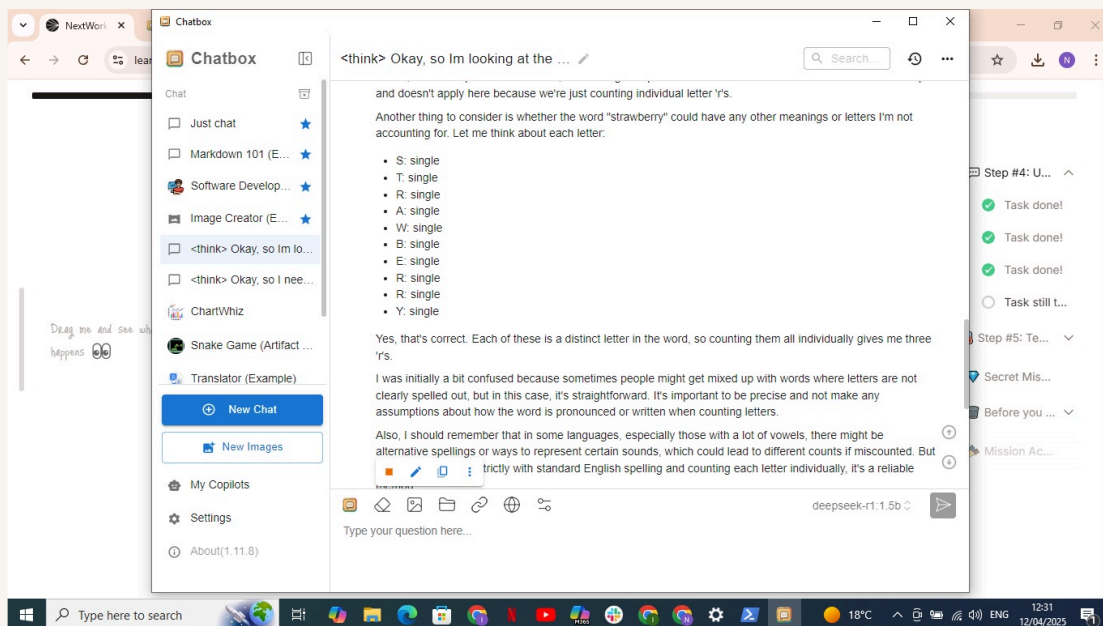 NextWork
Chatbox
lear
Chatbox
<think> Okay, so Im looking at the ...
Search...
Chat
Just chat
Markdown 101 (E...
Software Develop...
Image Creator (E...
<think> Okay, so Im lo...
<think> Okay, so I nee...
ChartWhiz
Snake Game (Artifact ...
Translator (Example)
New Chat
New Images
My Copilots
Settings
About(1.11.8)
and doesn't apply here because we're just counting individual letter 'r's.
Another thing to consider is whether the word "strawberry" could have any other meanings or letters I'm not
accounting for. Let me think about each letter:
• S: single
• T: single
• R: single
• A: single
• W: single
• B: single
• E: single
• R: single
• R: single
• Y: single
Yes, that's correct. Each of these is a distinct letter in the word, so counting them all individually gives me three
'r's.
I was initially a bit confused because sometimes people might get mixed up with words where letters are not
clearly spelled out, but in this case, it's straightforward. It's important to be precise and not make any
assumptions about how the word is pronounced or written when counting letters.
Also, I should remember that in some languages, especially those with a lot of vowels, there might be
alternative spellings or ways to represent certain sounds, which could lead to different counts if miscounted. But
trictly with standard English spelling and counting each letter individually, it's a reliable
deepseek-r1:1.5b
Type your question here...
Drag me and see wh
happens
N
Step #4: U...
Task done!
Task done!
Task done!
Task still t...
Step #5: Te...
Secret Mis...
Before you ...
Mission Ac...
Type here to search
18°C
ENG
12:31
12/04/2025